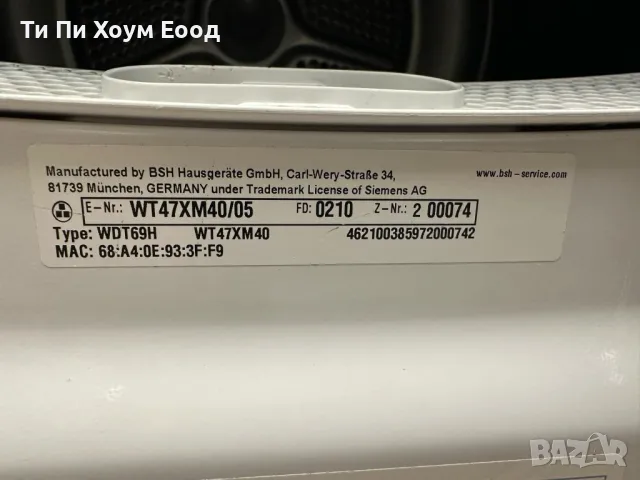 Ти Пи Хоум Еоод
Manufactured by BSH Hausgeräte GmbH, Carl-Wery-Straße 34,
www.bsh-service.com
81739 München, GERMANY under Trademark License of Siemens AG
E-Nr.: WT47XM40/05 FD: 0210 Z-Nr.: 2 00074
Type: WDT69H WT47XM40 462100385972000742
MAC: 68:A4:0E:93:3F:F9
BAZAR
bg